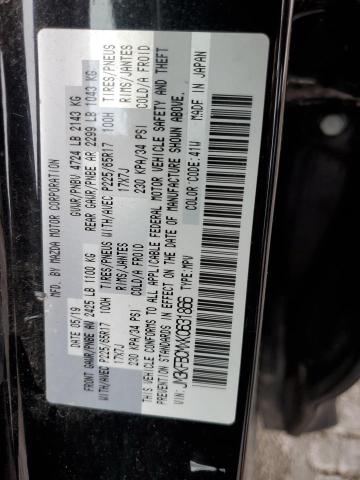 MFD BY MAZDA MOTOR CORPORATION
DATE 05/19 GVWR/PNBV 4724 LB 2143 KG
FRONT GAWR/PNBE AV 2425 LB 1100 KG REAR GAWR/PNBE AR 2299 LB 1043 KG
WITH/AVEC P225/65R17 100H TIRES/PNEUS WITH/AVEC P225/65R17 100H TIRES/PNEUS
17X7J RIMS/JANTES 17X7J RIMS/JANTES
230 KPA/34 PSI COLD/A FROID 230 KPA/34 PSI COLD/A FROID
THIS VEHICLE CONFORMS TO ALL APPLICABLE FEDERAL MOTOR VEHICLE SAFETY AND THEFT
PREVENTION STANDARDS IN EFFECT ON THE DATE OF MANUFACTURE SHOWN ABOVE.
MADE IN JAPAN
VIN: TYPE:MPV COLOR CODE:41W